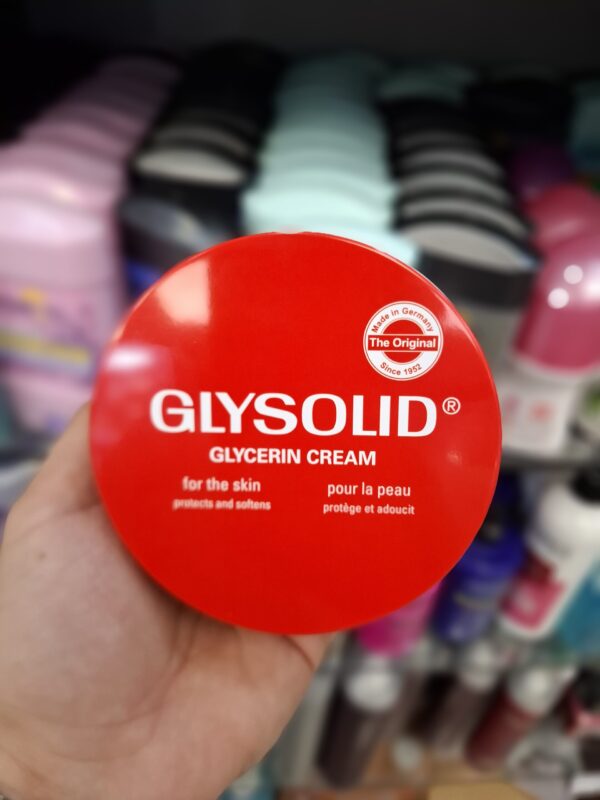 Made in Germany
The Original
Since 1952
GLYSOLID®
GLYCERIN CREAM
for the skin
protects and softens
pour la peau
protège et adoucit